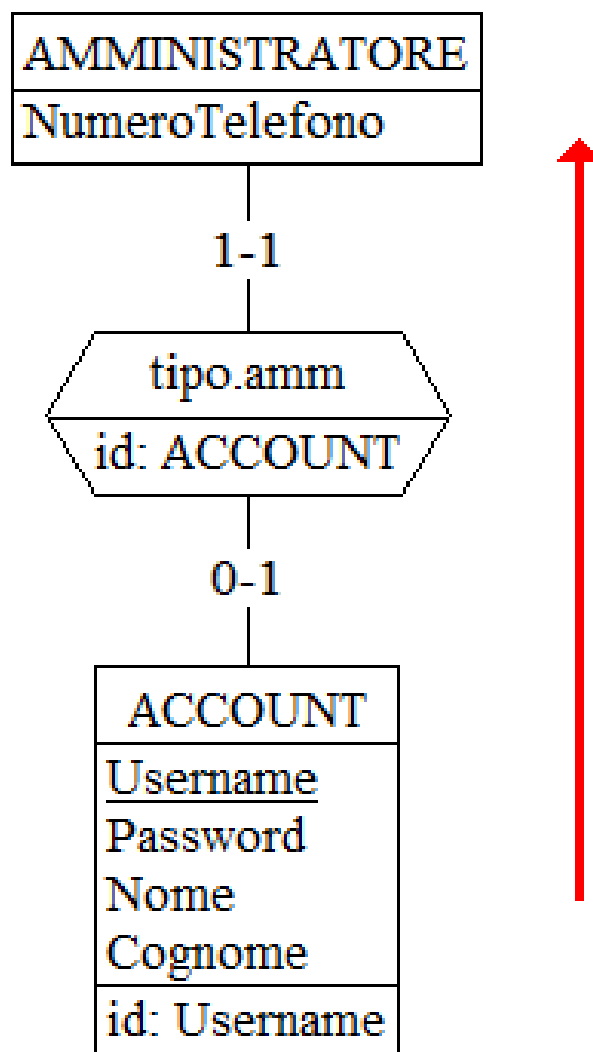 AMMINISTRATORE
NumeroTelefono
1-1
tipo.amm
id: ACCOUNT
0-1
ACCOUNT
Username
Password
Nome
Cognome
id: Username